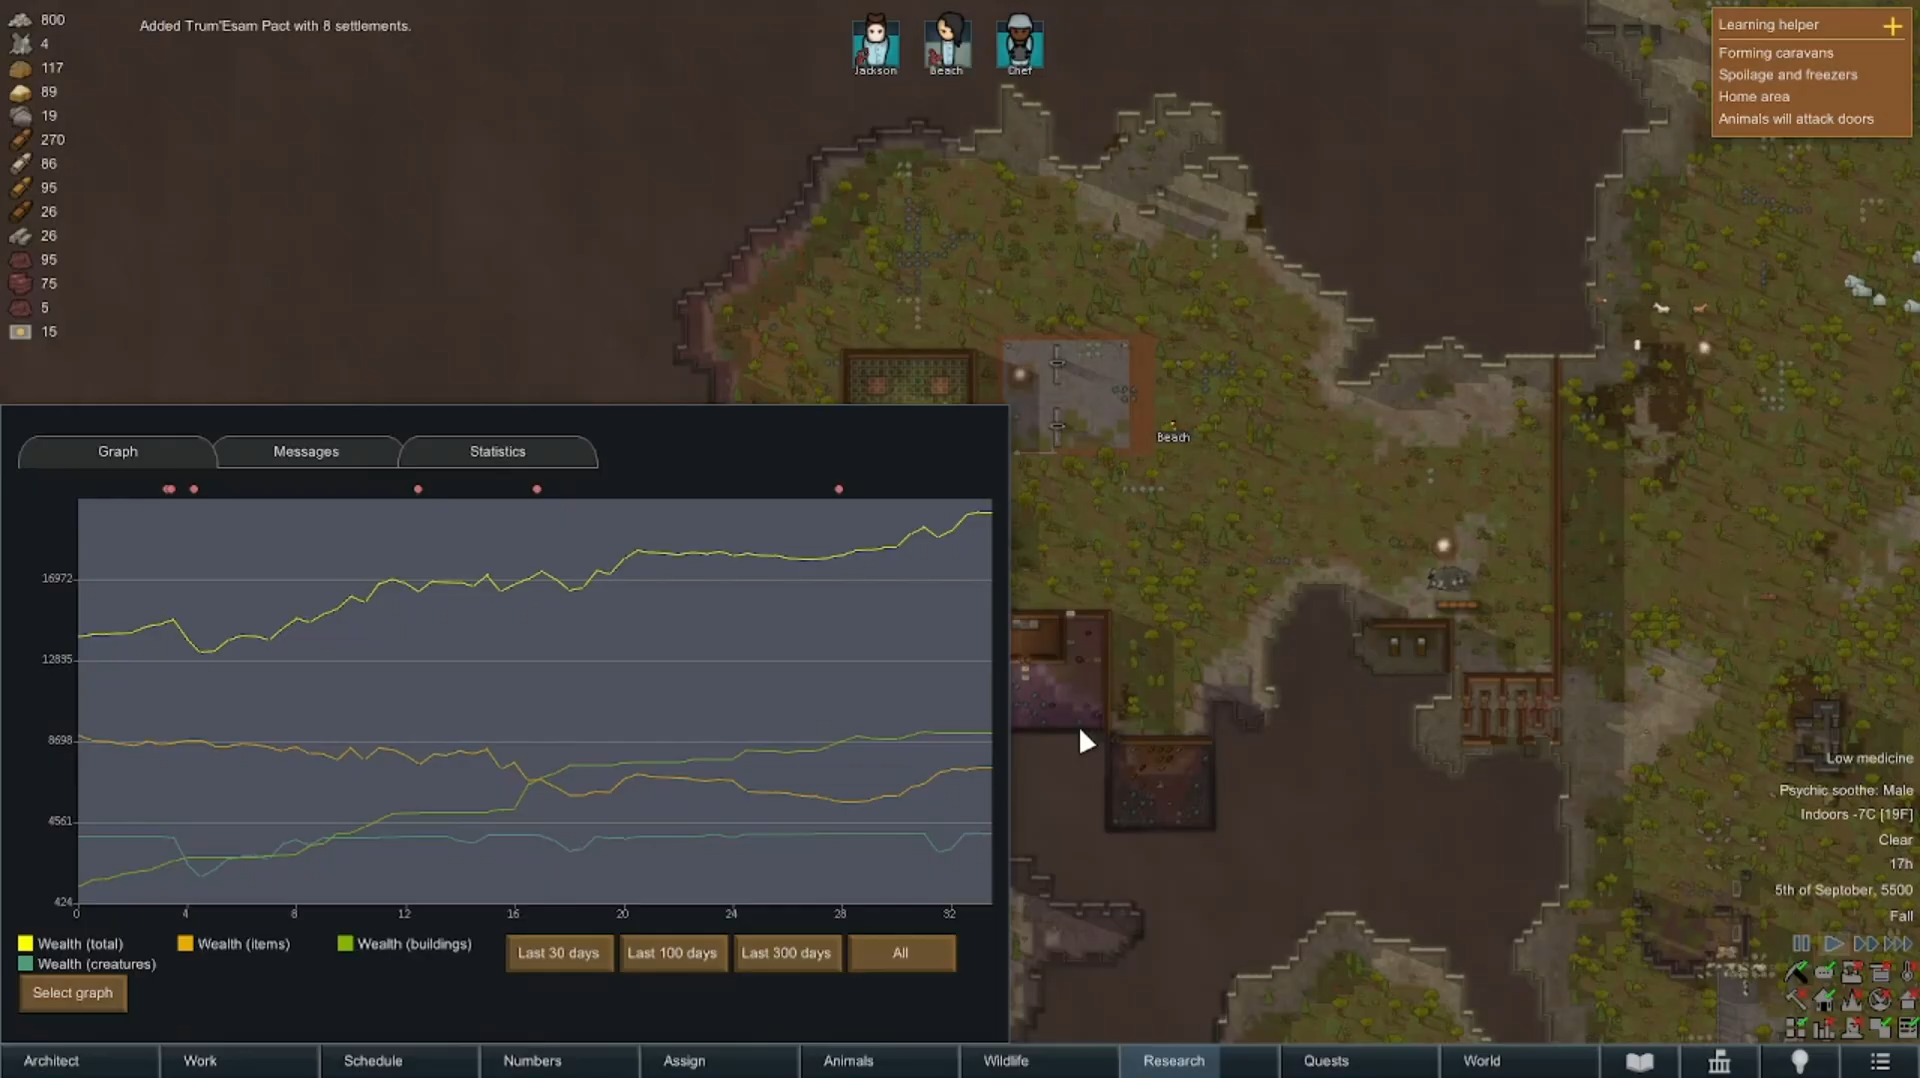 800
4
117
89
19
270
86
95
26
26
95
75
5
15
Added Trum'Esam Pact with 8 settlements.
Jackson
Beach
Chef
Learning helper
Forming caravans
Spoilage and freezers
Home area
Animals will attack doors
Beach
Graph
Messages
Statistics
16972
12835
8698
4561
424
0
4
8
12
16
20
24
28
32
Wealth (total)
Wealth (items)
Wealth (buildings)
Wealth (creatures)
Last 30 days
Last 100 days
Last 300 days
All
Select graph
Low medicine
Psychic soothe: Male
Indoors -7C [19F]
Clear
17h
5th of Septober, 5500
Fall
Architect
Work
Schedule
Numbers
Assign
Animals
Wildlife
Research
Quests
World